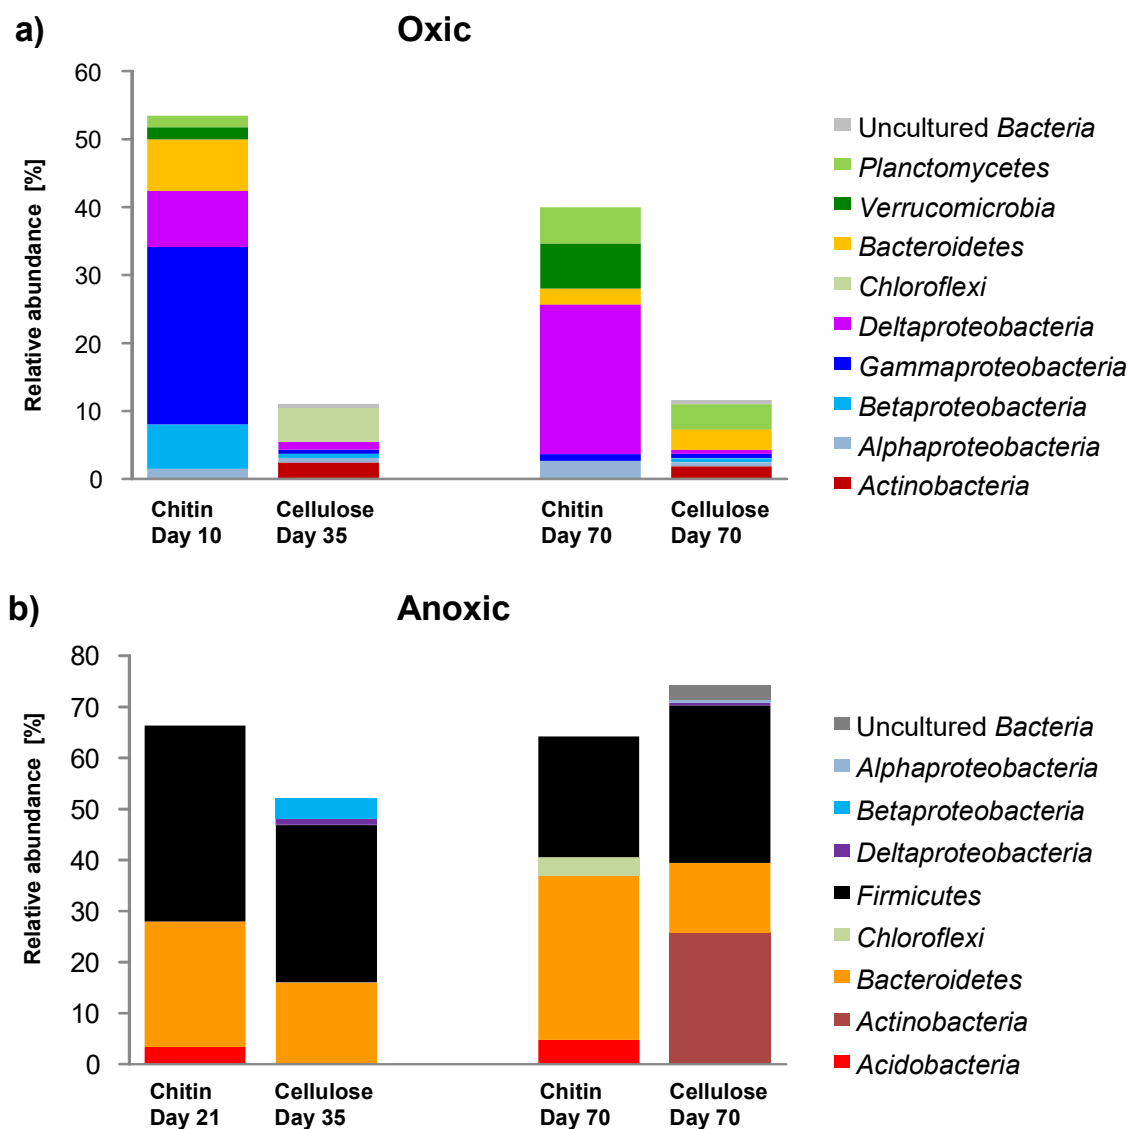 a)
Oxic
60
50
40
30
20
10
0
Relative abundance [%]
Chitin
Day 10
Cellulose
Day 35
Chitin
Day 70
Cellulose
Day 70
Uncultured Bacteria
Planctomycetes
Verrucomicrobia
Bacteroidetes
Chloroflexi
Deltaproteobacteria
Gammaproteobacteria
Betaproteobacteria
Alphaproteobacteria
Actinobacteria
b)
Anoxic
80
70
60
50
40
30
20
10
0
Relative abundance [%]
Chitin
Day 21
Cellulose
Day 35
Chitin
Day 70
Cellulose
Day 70
Uncultured Bacteria
Alphaproteobacteria
Betaproteobacteria
Deltaproteobacteria
Firmicutes
Chloroflexi
Bacteroidetes
Actinobacteria
Acidobacteria